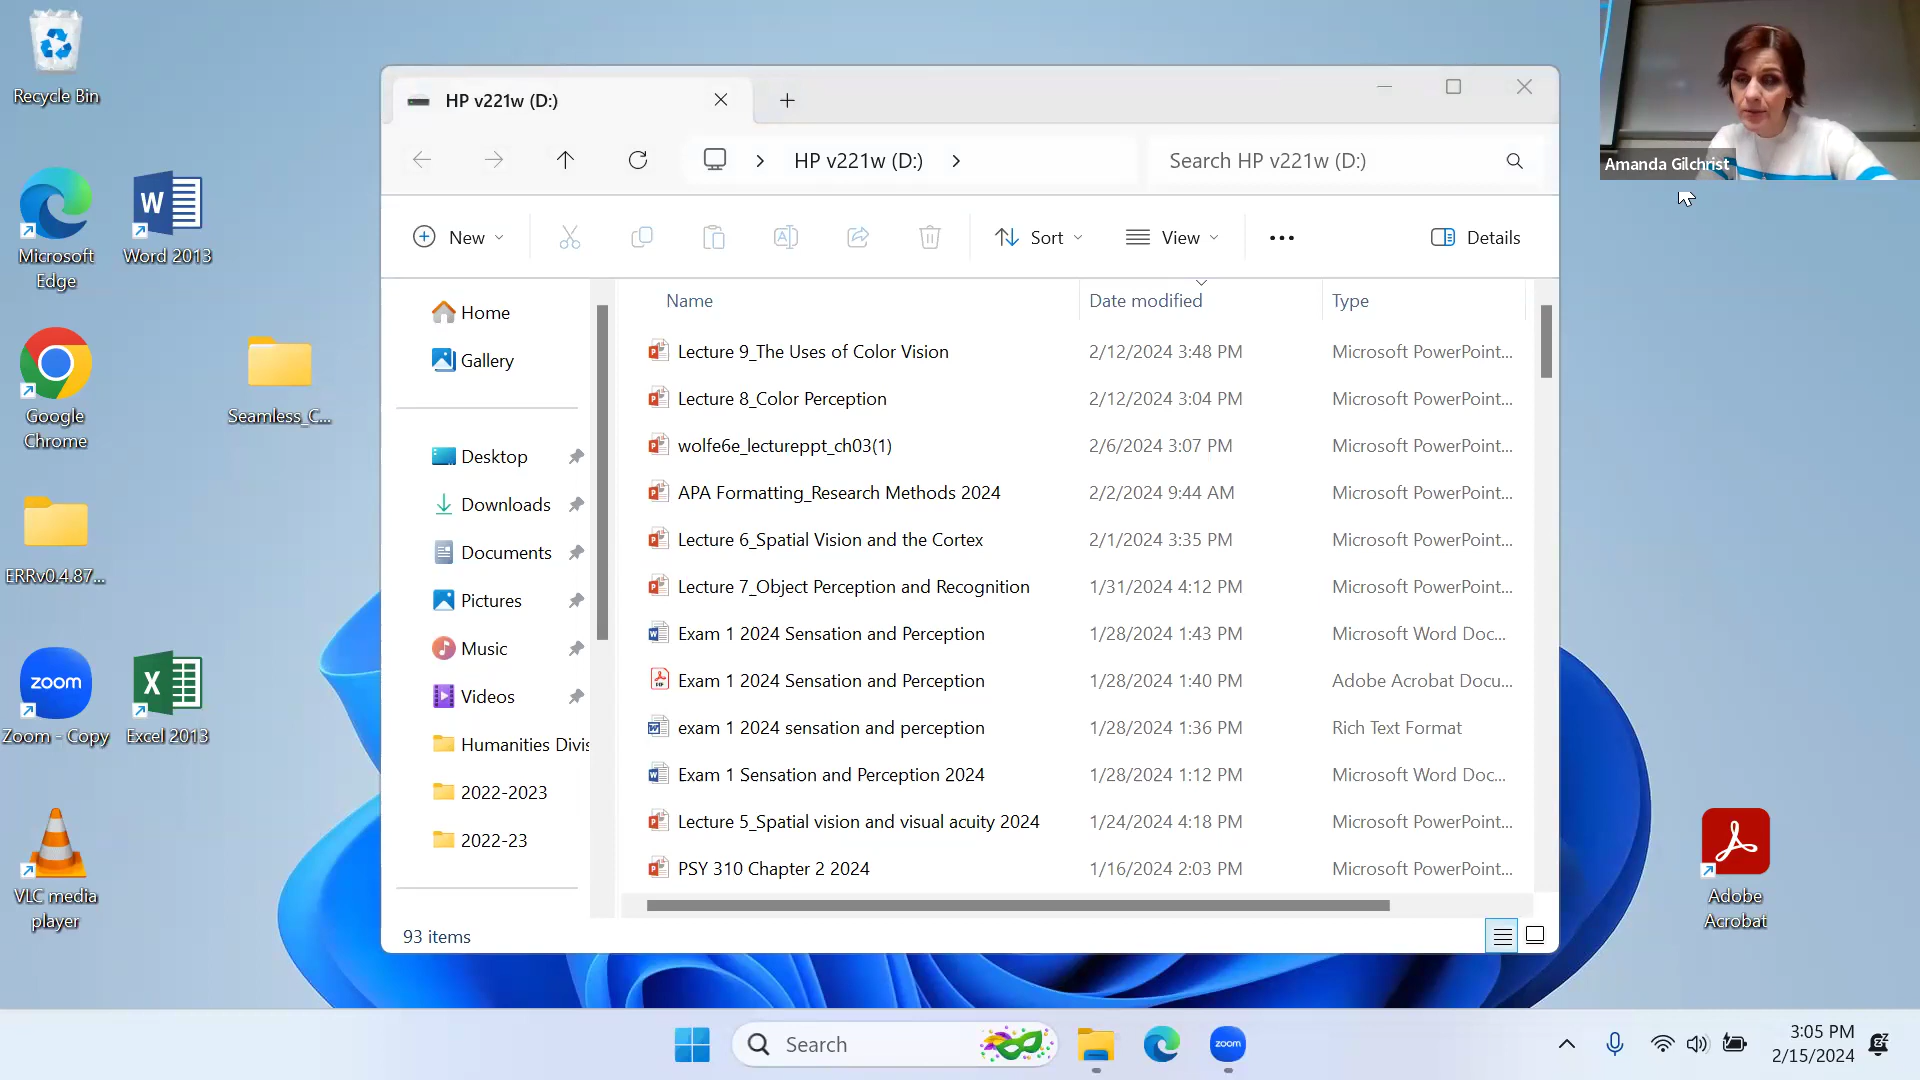 Recycle Bin
Microsoft
Edge
Word 2013
Google
Chrome
Seamless_C...
ERRv0.4.87...
zoom
Zoom - Copy
Excel 2013
VLC media
player
Adobe
Acrobat
Amanda Gilchrist
HP v221w (D:)
HP v221w (D:)
Search HP v221w (D:)
New
Sort
View
Details
Home
Gallery
Desktop
Downloads
Documents
Pictures
Music
Videos
Humanities Divis
2022-2023
2022-23
Name Date modified Type
Lecture 9_The Uses of Color Vision 2/12/2024 3:48 PM Microsoft PowerPoint...
Lecture 8_Color Perception 2/12/2024 3:04 PM Microsoft PowerPoint...
wolfe6e_lectureppt_ch03(1) 2/6/2024 3:07 PM Microsoft PowerPoint...
APA Formatting_Research Methods 2024 2/2/2024 9:44 AM Microsoft PowerPoint...
Lecture 6_Spatial Vision and the Cortex 2/1/2024 3:35 PM Microsoft PowerPoint...
Lecture 7_Object Perception and Recognition 1/31/2024 4:12 PM Microsoft PowerPoint...
Exam 1 2024 Sensation and Perception 1/28/2024 1:43 PM Microsoft Word Doc...
Exam 1 2024 Sensation and Perception 1/28/2024 1:40 PM Adobe Acrobat Docu...
exam 1 2024 sensation and perception 1/28/2024 1:36 PM Rich Text Format
Exam 1 Sensation and Perception 2024 1/28/2024 1:12 PM Microsoft Word Doc...
Lecture 5_Spatial vision and visual acuity 2024 1/24/2024 4:18 PM Microsoft PowerPoint...
PSY 310 Chapter 2 2024 1/16/2024 2:03 PM Microsoft PowerPoint...
93 items
Search
zoom
3:05 PM
2/15/2024